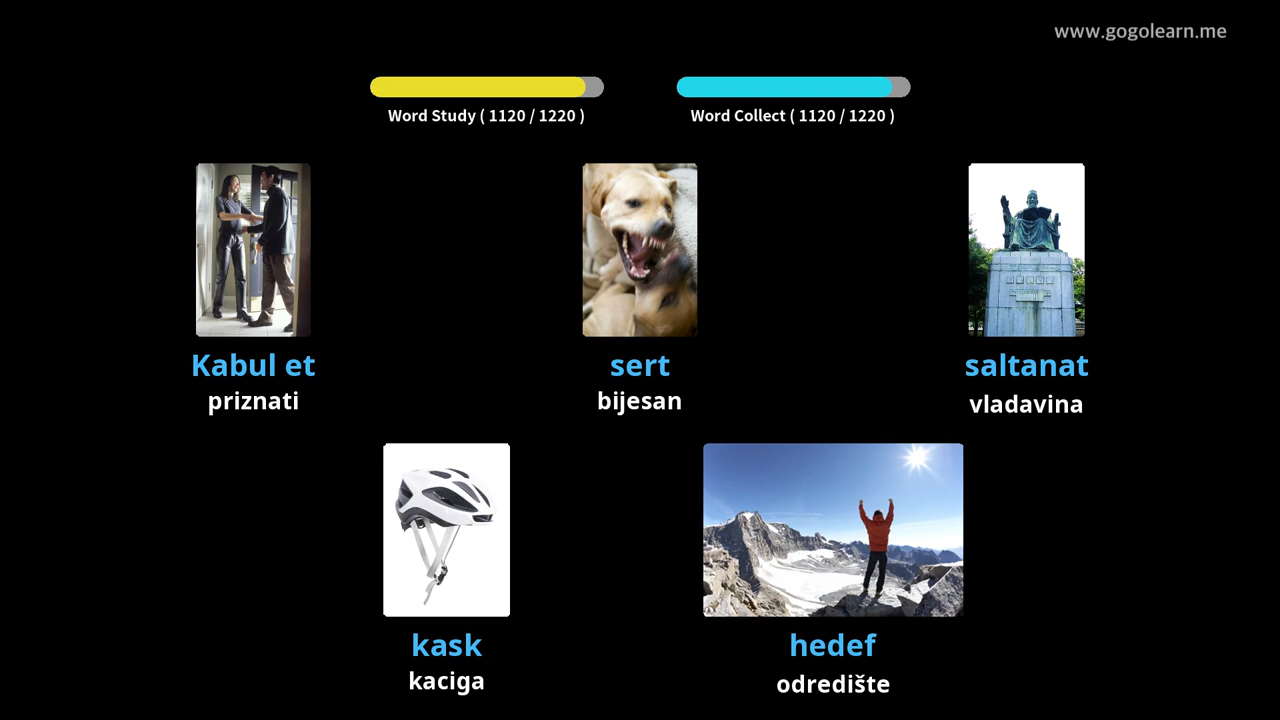 www.gogolearn.me
Word Study ( 1120 / 1220 )
Word Collect ( 1120 / 1220 )
Kabul et
priznati
sert
bijesan
saltanat
vladavina
kask
kaciga
hedef
odredište